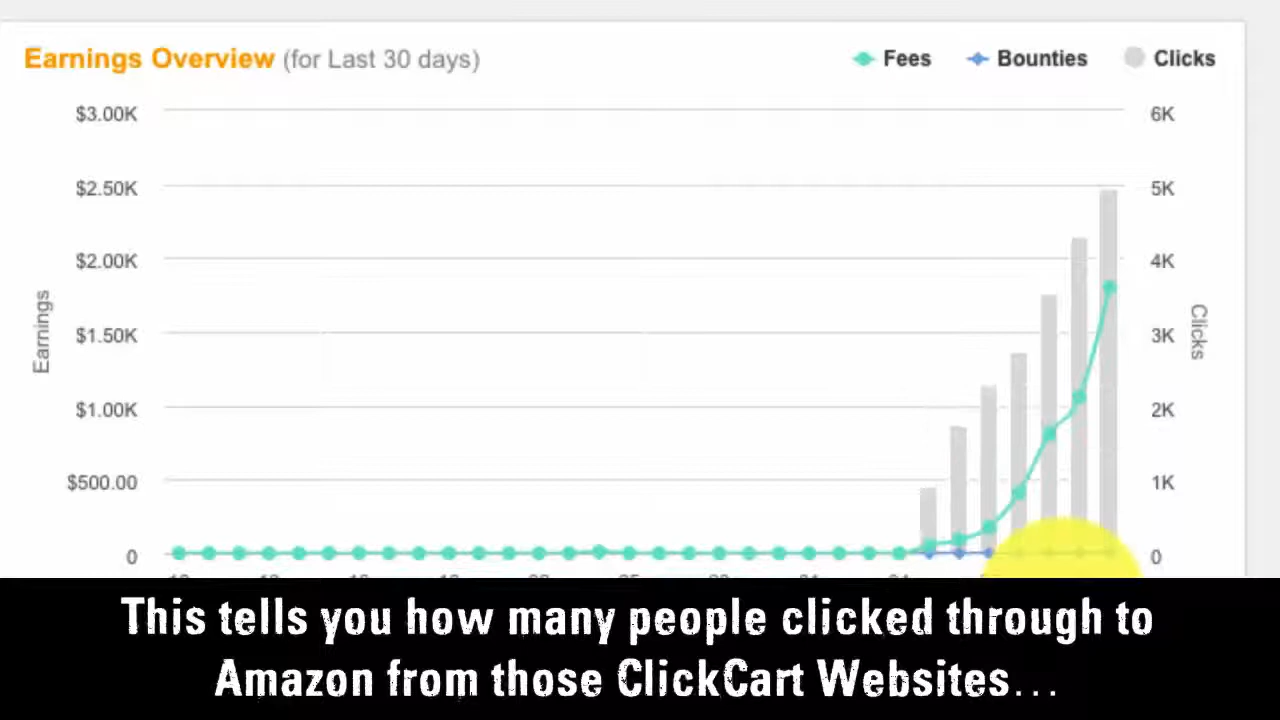 Earnings Overview (for Last 30 days)
Fees
Bounties
Clicks
$3.00K
6K
$2.50K
5K
$2.00K
4K
$1.50K
3K
$1.00K
2K
$500.00
1K
0
0
Earnings
Clicks
This tells you how many people clicked through to
Amazon from those ClickCart Websites...